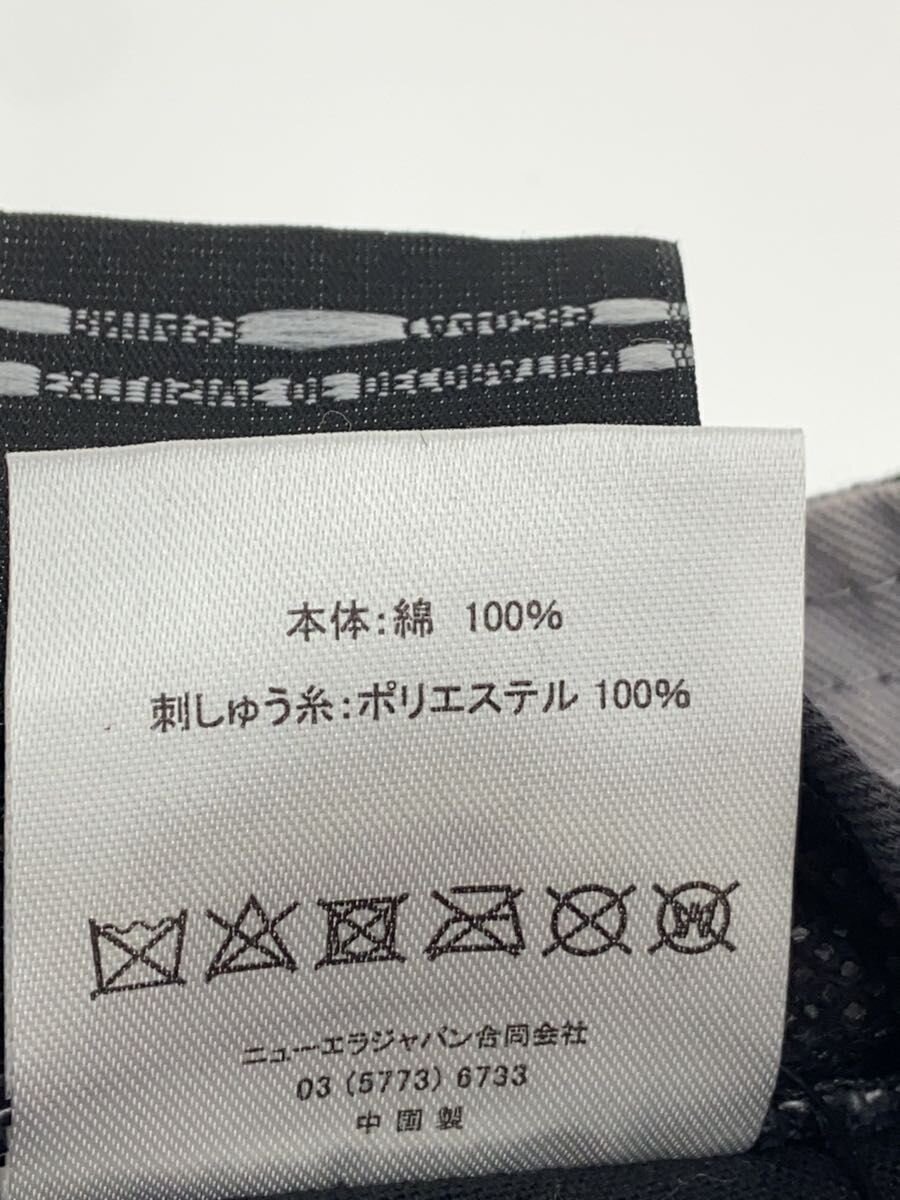 本体:綿 100%
刺しゅう糸:ポリエステル 100%
ニューエラジャパン合同会社
03 (5773) 6733
中国製